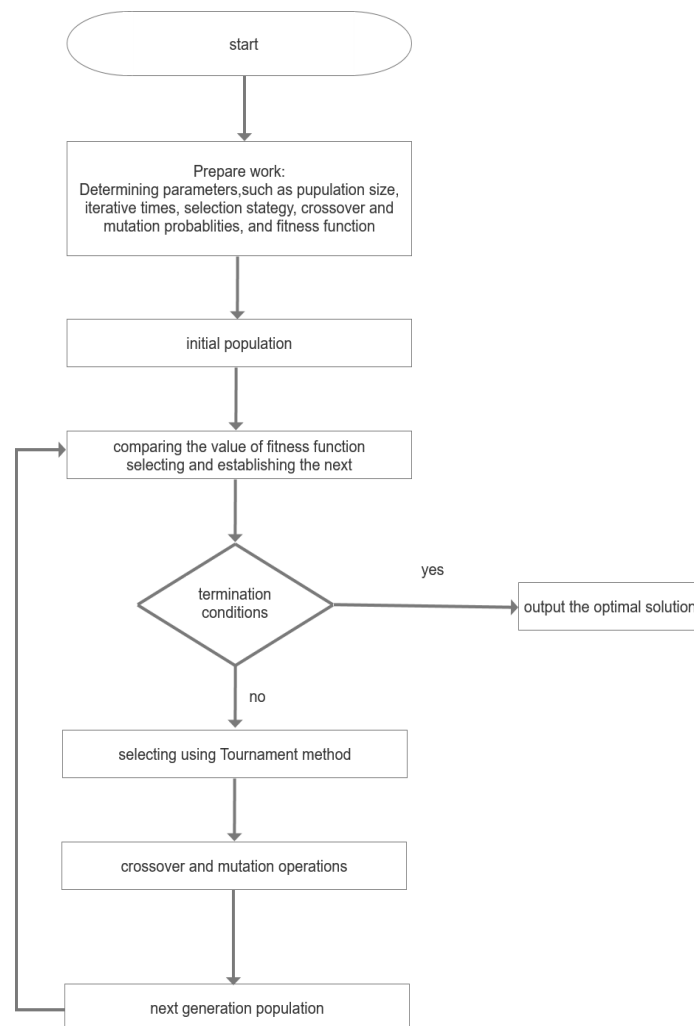 start
Prepare work:
Determining parameters,such as pupulation size,
iterative times, selection stategy, crossover and
mutation probablities, and fitness function
initial population
comparing the value of fitness function
selecting and establishing the next
termination
conditions
yes
output the optimal solution
no
selecting using Tournament method
crossover and mutation operations
next generation population